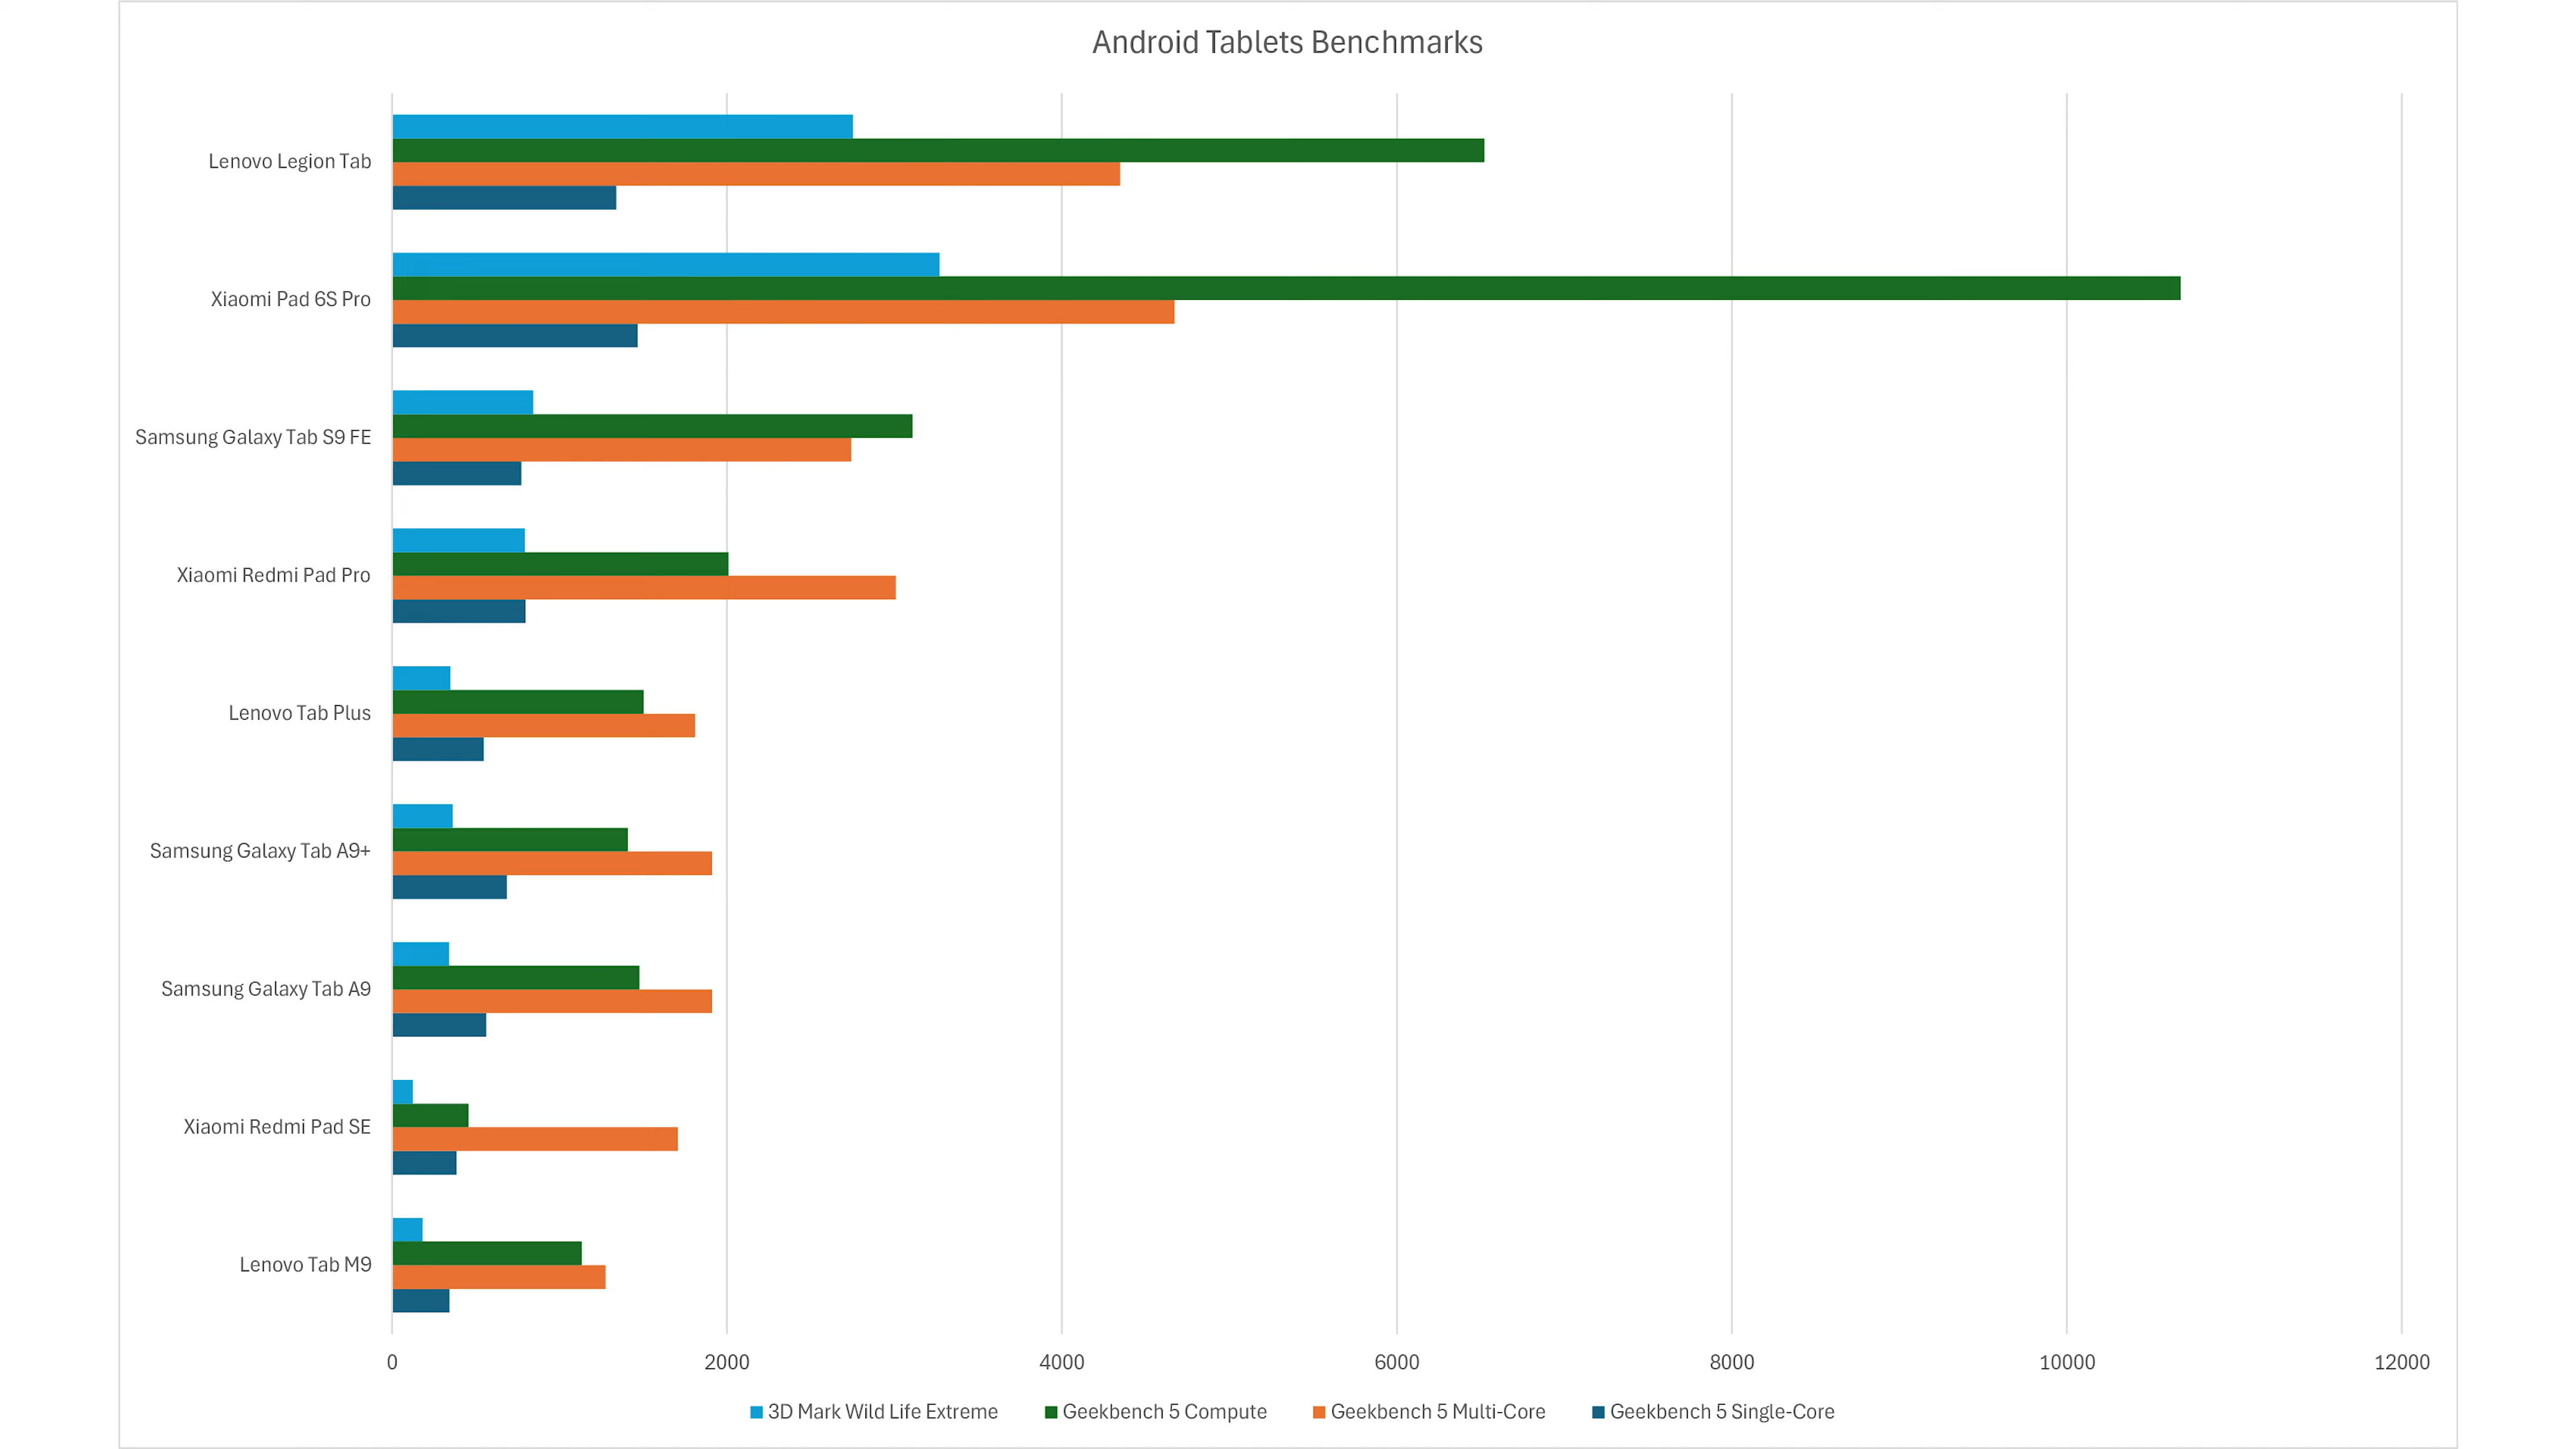 Android Tablets Benchmarks
Lenovo Legion Tab
Xiaomi Pad 6S Pro
Samsung Galaxy Tab S9 FE
Xiaomi Redmi Pad Pro
Lenovo Tab Plus
Samsung Galaxy Tab A9+
Samsung Galaxy Tab A9
Xiaomi Redmi Pad SE
Lenovo Tab M9
0 2000 4000 6000 8000 10000 12000
3D Mark Wild Life Extreme Geekbench 5 Compute Geekbench 5 Multi-Core Geekbench 5 Single-Core